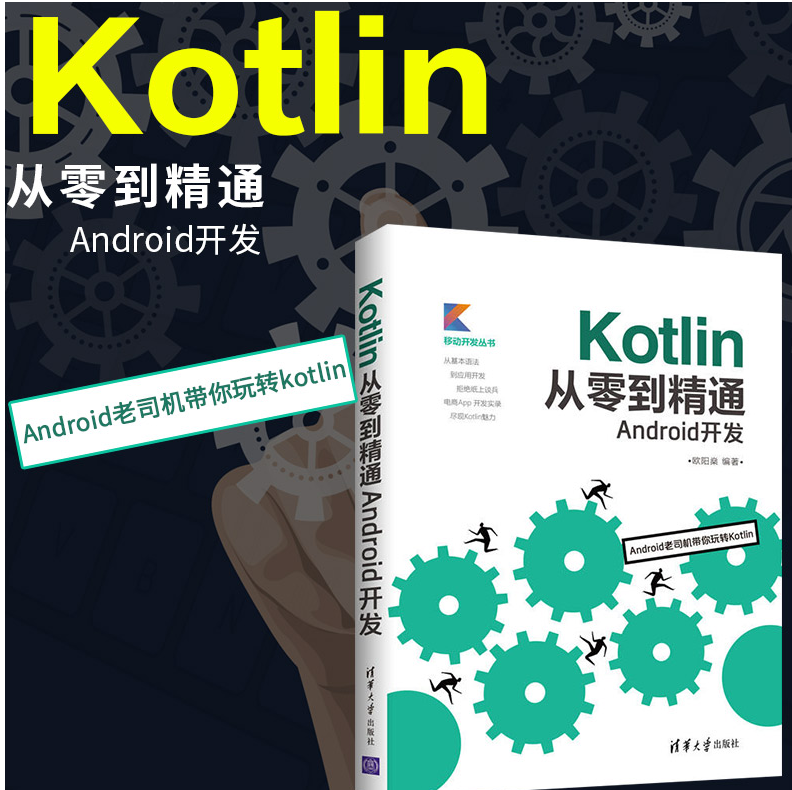 Kotlin
从零到精通
Android开发
Android老司机带你玩转kotlin
Kotlin 从零到精通 Android开发
清华大学出版社
移动开发丛书
从基本语法
到应用开发
拒绝纸上谈兵
电商App 开发实录
尽现Kotlin魅力
Kotlin
从零到精通
Android开发
•欧阳燊 编著•
Android老司机带你玩转Kotlin
清华大学出版社